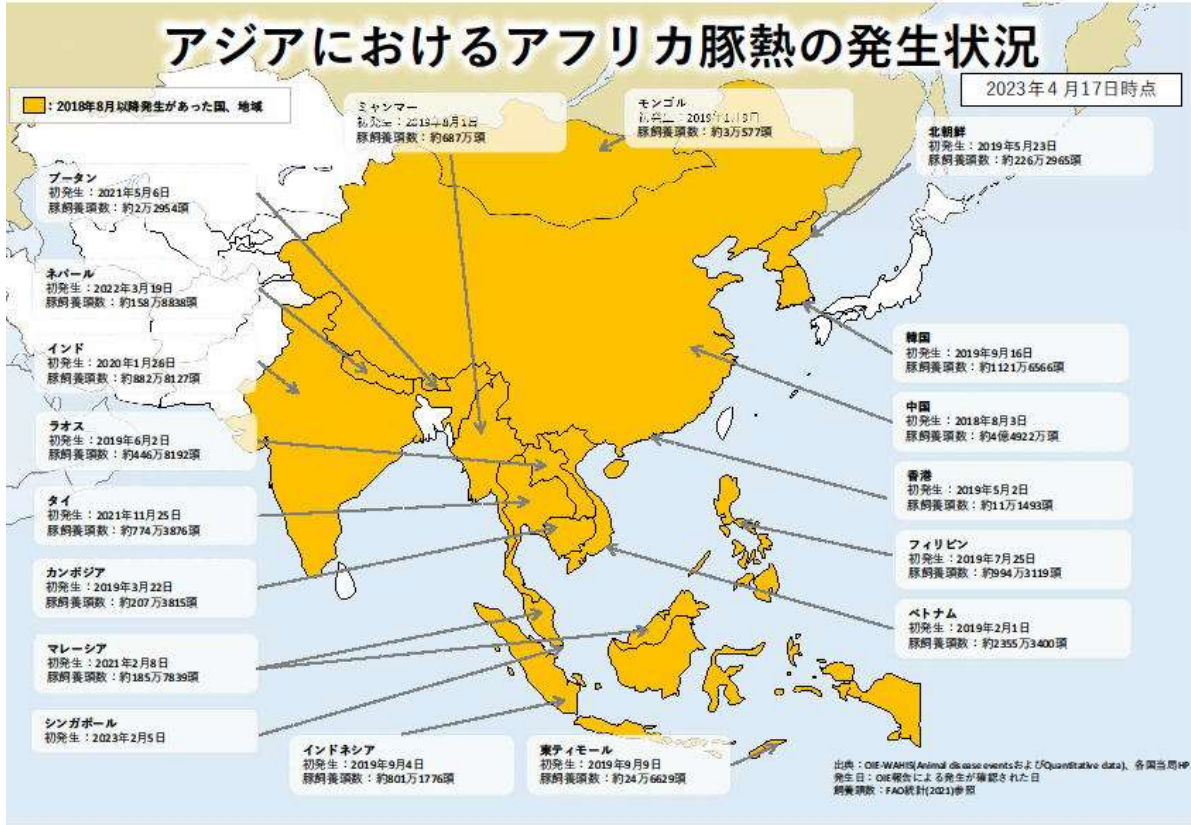 アジアにおけるアフリカ豚熱の発生状況
2023年4月17日時点
:2018年8月以降発生があった国、地域
ミャンマー
初発生:2019年8月1日
豚飼養頭数:約687万頭
モンゴル
初発生:2019年1月9日
豚飼養頭数:約3万577頭
北朝鮮
初発生:2019年5月23日
豚飼養頭数:約226万2965頭
ブータン
初発生:2021年5月6日
豚飼養頭数:約2万2954頭
ネパール
初発生:2022年3月19日
豚飼養頭数:約158万8838頭
インド
初発生:2020年1月26日
豚飼養頭数:約882万8127頭
ラオス
初発生:2019年6月2日
豚飼養頭数:約446万8192頭
タイ
初発生:2021年11月25日
豚飼養頭数:約774万3876頭
カンボジア
初発生:2019年3月22日
豚飼養頭数:約207万3815頭
マレーシア
初発生:2021年2月8日
豚飼養頭数:約185万7839頭
シンガポール
初発生:2023年2月5日
インドネシア
初発生:2019年9月4日
豚飼養頭数:約801万1776頭
東ティモール
初発生:2019年9月9日
豚飼養頭数:約24万6629頭
韓国
初発生:2019年9月16日
豚飼養頭数:約1121万6566頭
中国
初発生:2018年8月3日
豚飼養頭数:約4億4922万頭
香港
初発生:2019年5月2日
豚飼養頭数:約11万1493頭
フィリピン
初発生:2019年7月25日
豚飼養頭数:約994万3119頭
ベトナム
初発生:2019年2月1日
豚飼養頭数:約2355万3400頭
出典:OIE-WAHIS(Animal disease eventsおよびQuantitative data)、各国当局HP
発生日:OIE報告による発生が確認された日
飼養頭数:FAO統計(2021)参照